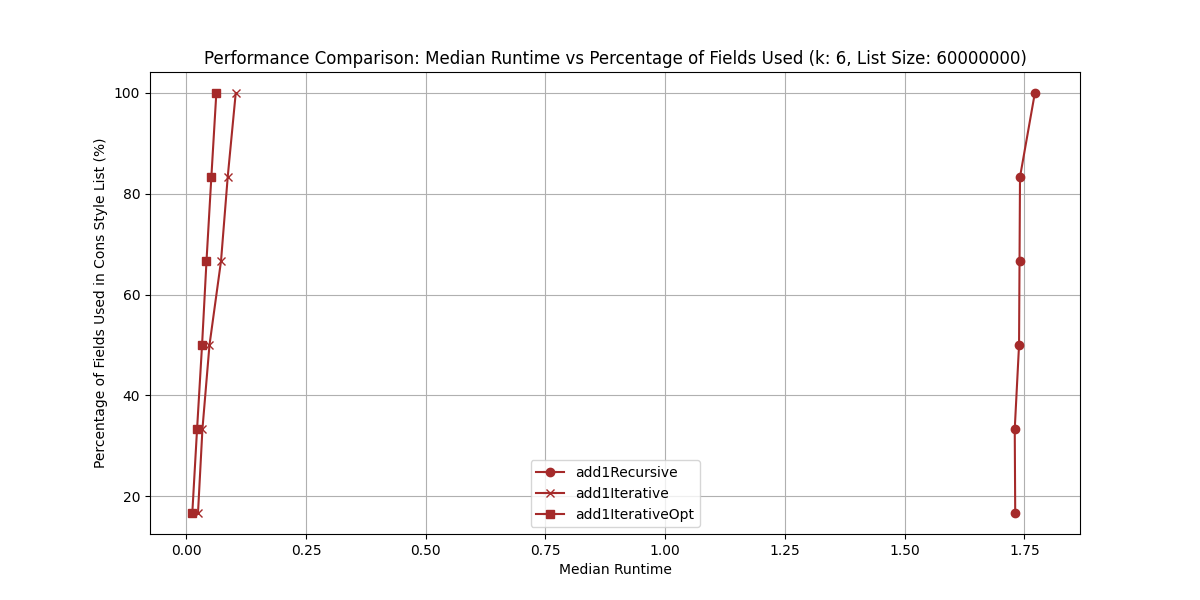 Performance Comparison: Median Runtime vs Percentage of Fields Used (k: 6, List Size: 60000000)
Percentage of Fields Used in Cons Style List (%)
100
80
60
40
20
add1Recursive
add1Iterative
add1IterativeOpt
0.00 0.25 0.50 0.75 1.00 1.25 1.50 1.75
Median Runtime